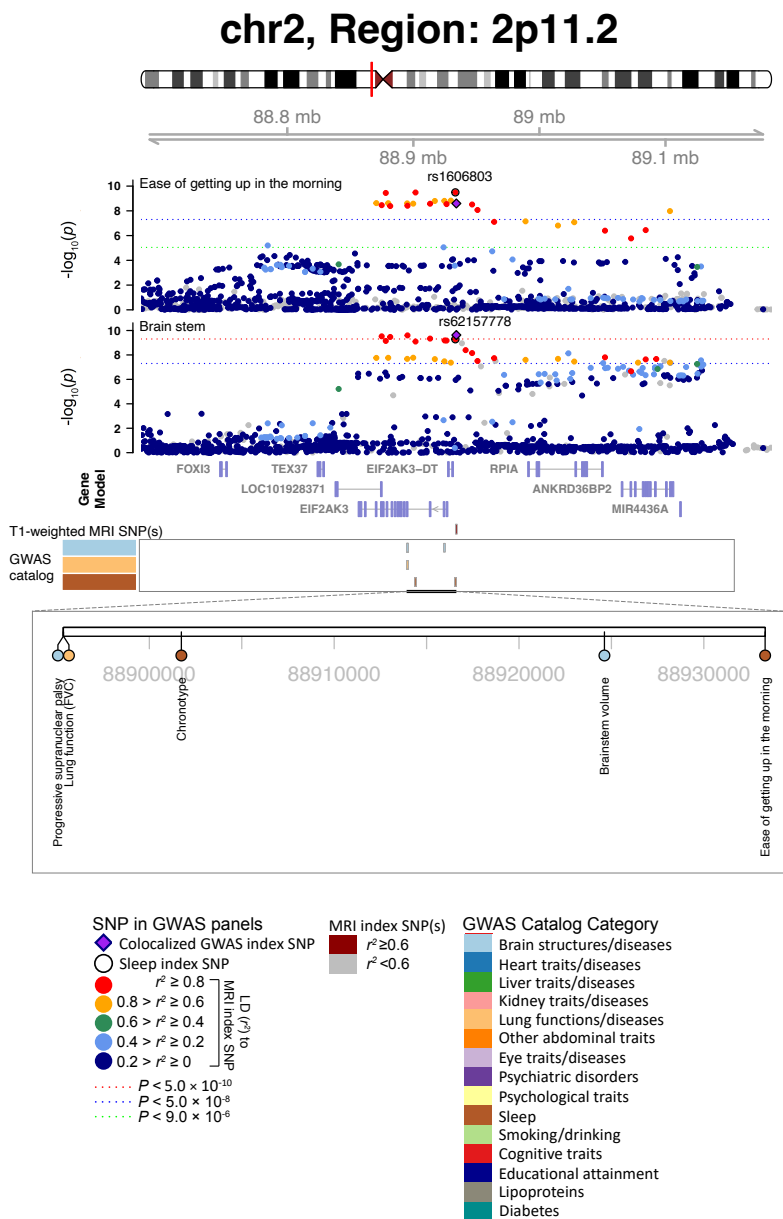 chr2, Region: 2p11.2
88.8 mb
89 mb
88.9 mb
89.1 mb
Ease of getting up in the morning
rs1606803
10
8
6
4
2
0
-log10(p)
Brain stem
rs62157778
10
8
6
4
2
0
-log10(p)
Gene Model
FOXI3
TEX37
EIF2AK3-DT
RPIA
LOC101928371
ANKRD36BP2
EIF2AK3
MIR4436A
T1-weighted MRI SNP(s)
GWAS
catalog
88900000
88910000
88920000
88930000
Progressive supranuclear palsy
Lung function (FVC)
Chronotype
Brainstem volume
Ease of getting up in the morning
SNP in GWAS panels
Colocalized GWAS index SNP
Sleep index SNP
r² ≥ 0.8
0.8 > r² ≥ 0.6
0.6 > r² ≥ 0.4
0.4 > r² ≥ 0.2
0.2 > r² ≥ 0
LD (r²) to
MRI index SNP
P < 5.0 × 10⁻¹⁰
P < 5.0 × 10⁻⁸
P < 9.0 × 10⁻⁶
MRI index SNP(s)
r² ≥0.6
r² <0.6
GWAS Catalog Category
Brain structures/diseases
Heart traits/diseases
Liver traits/diseases
Kidney traits/diseases
Lung functions/diseases
Other abdominal traits
Eye traits/diseases
Psychiatric disorders
Psychological traits
Sleep
Smoking/drinking
Cognitive traits
Educational attainment
Lipoproteins
Diabetes